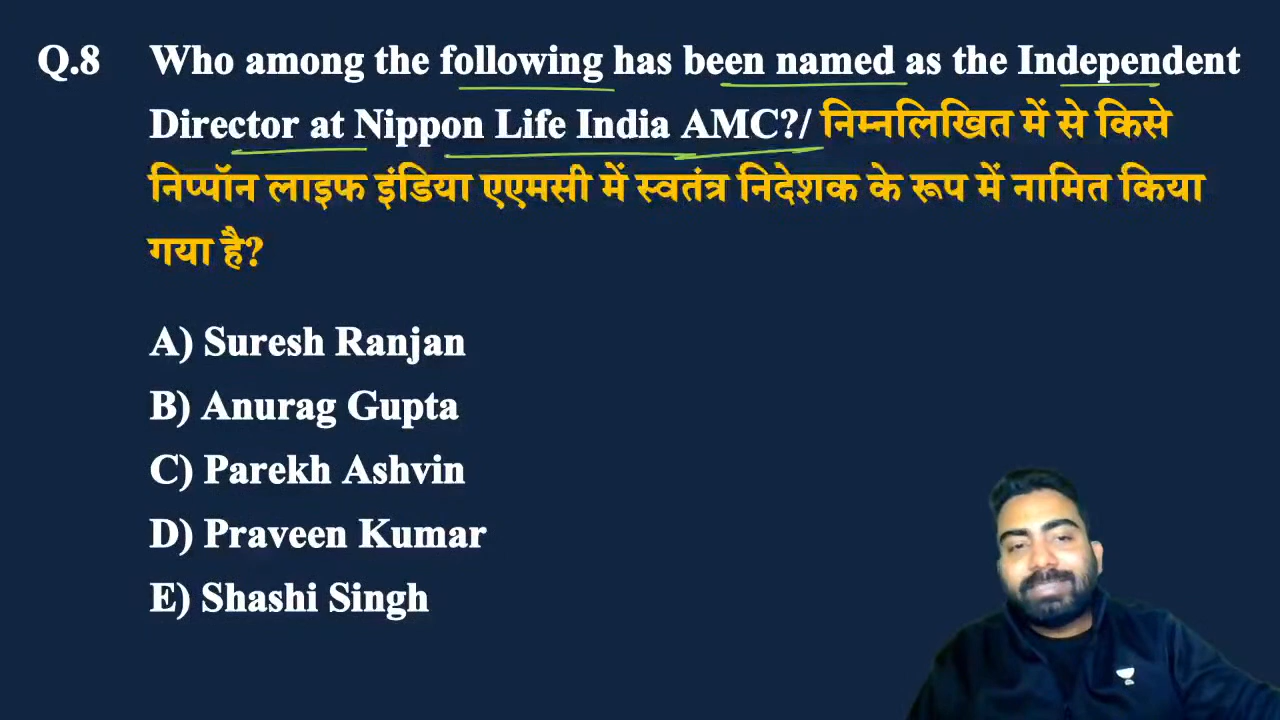 Q.8 Who among the following has been named as the Independent
Director at Nippon Life India AMC?/ निम्नलिखित में से किसे
निप्पॉन लाइफ इंडिया एएमसी में स्वतंत्र निदेशक के रूप में नामित किया
गया है?
A) Suresh Ranjan
B) Anurag Gupta
C) Parekh Ashvin
D) Praveen Kumar
E) Shashi Singh